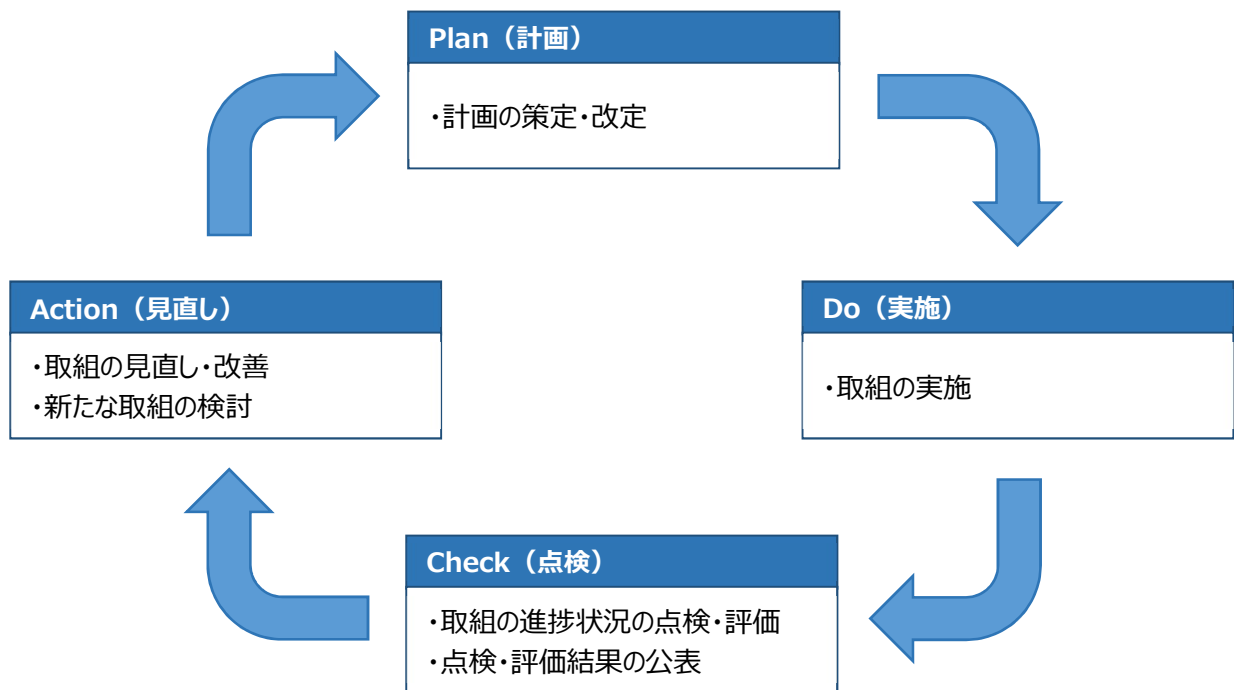 Plan（計画）
・計画の策定・改定
Do（実施）
・取組の実施
Check（点検）
・取組の進捗状況の点検・評価
・点検・評価結果の公表
Action（見直し）
・取組の見直し・改善
・新たな取組の検討